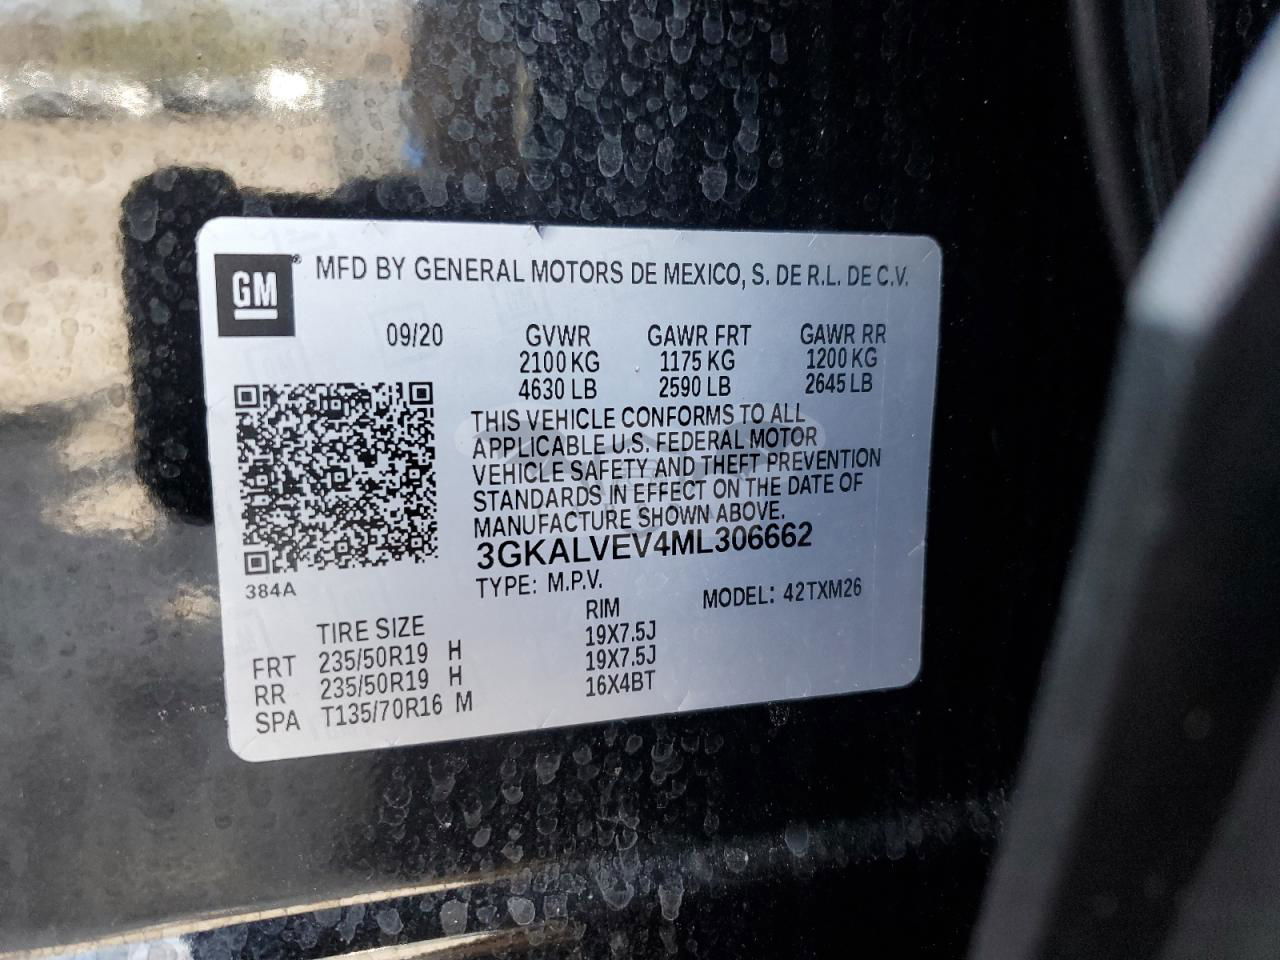 GM® MFD BY GENERAL MOTORS DE MEXICO, S. DE R.L. DE C.V.
09/20 GVWR GAWR FRT GAWR RR
2100 KG 1175 KG 1200 KG
4630 LB 2590 LB 2645 LB
THIS VEHICLE CONFORMS TO ALL
APPLICABLE U.S. FEDERAL MOTOR
VEHICLE SAFETY AND THEFT PREVENTION
STANDARDS IN EFFECT ON THE DATE OF
MANUFACTURE SHOWN ABOVE.
3GKALVEV4ML306662
384A TYPE: M.P.V. MODEL: 42TXM26
TIRE SIZE RIM
FRT 235/50R19 H 19X7.5J
RR 235/50R19 H 19X7.5J
SPA T135/70R16 M 16X4BT